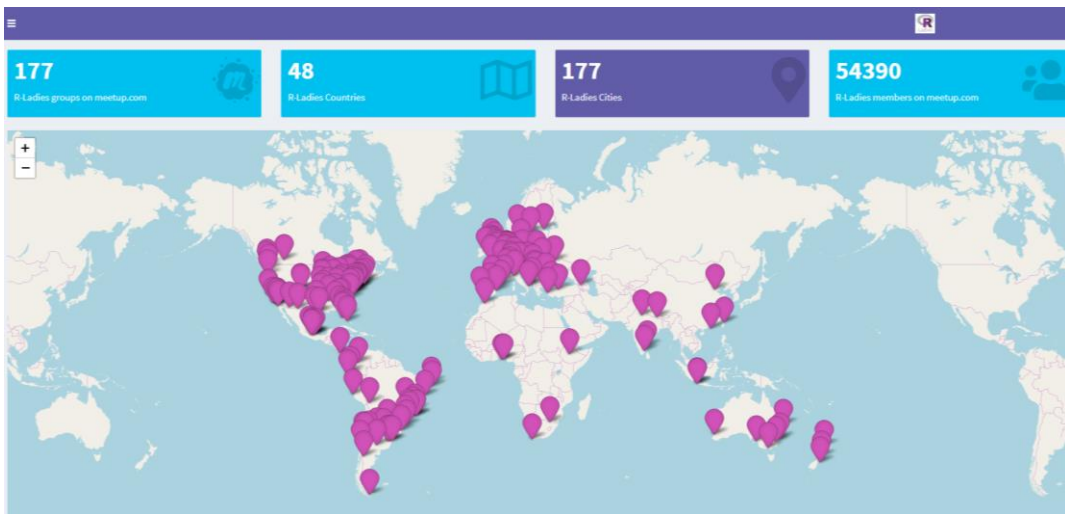 R
177
R-Ladies groups on meetup.com
m
48
R-Ladies Countries
177
R-Ladies Cities
54390
R-Ladies members on meetup.com
+
−